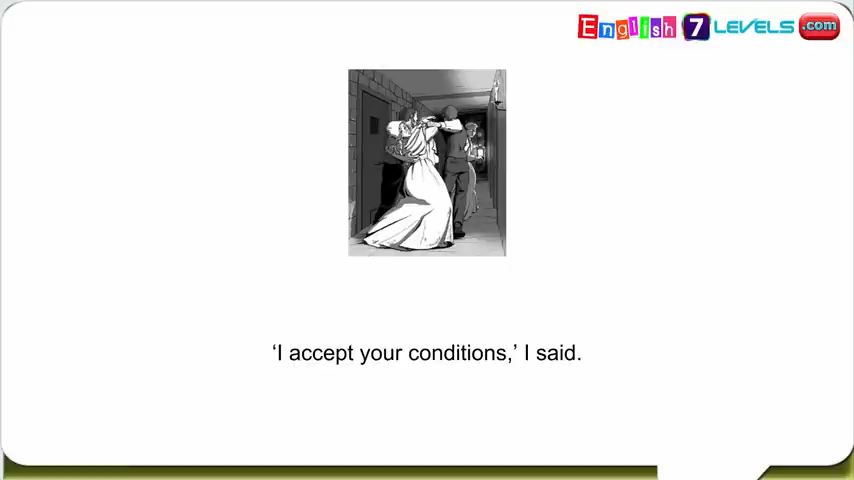 English 7 LEVELS .com
‘I accept your conditions,’ I said.